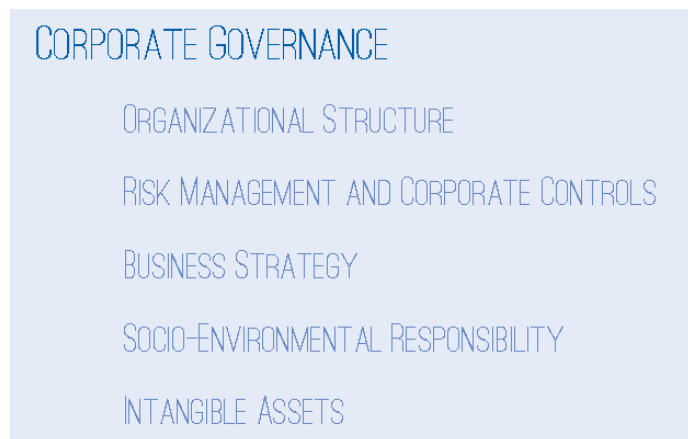 Corporate Governance
Organizational Structure
Risk Management and Corporate Controls
Business Strategy
Socio-Environmental Responsibility
Intangible Assets